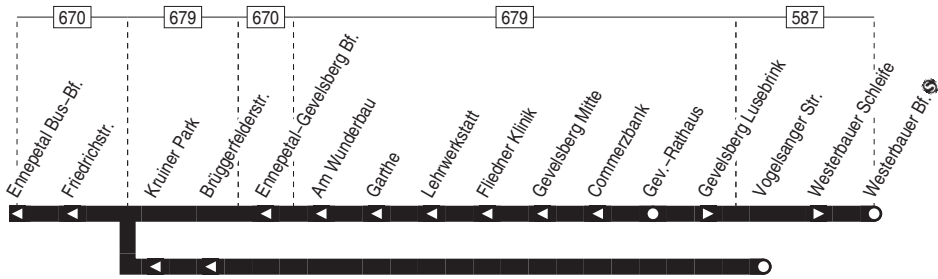 670 679 670 679 587
Ennepetal Bus-Bf.
Friedrichstr.
Kruiner Park
Brüggerfelderstr.
Ennepetal-Gevelsberg Bf.
Am Wunderbau
Garthe
Lehnwerkstatt
Fliedner Klinik
Gevelsberg Mitte
Commerzbank
Gev.-Rathaus
Gevelsberg Lusebrink
Vogelsanger Str.
Westerbauer Schleife
Westerbauer Bf. S